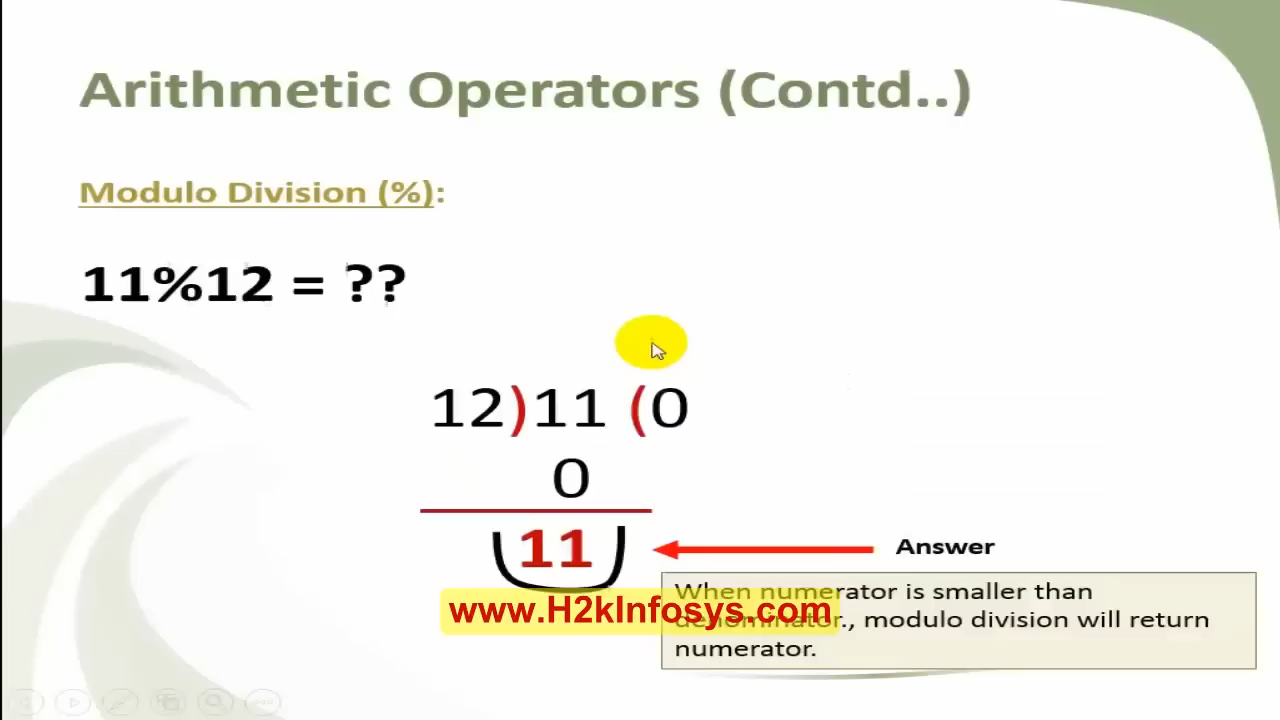 Arithmetic Operators (Contd..)
Modulo Division (%):
11%12 = ??
12)11 (0
0
11
Answer
When numerator is smaller than
denominator., modulo division will return
numerator.
www.H2kInfosys.com